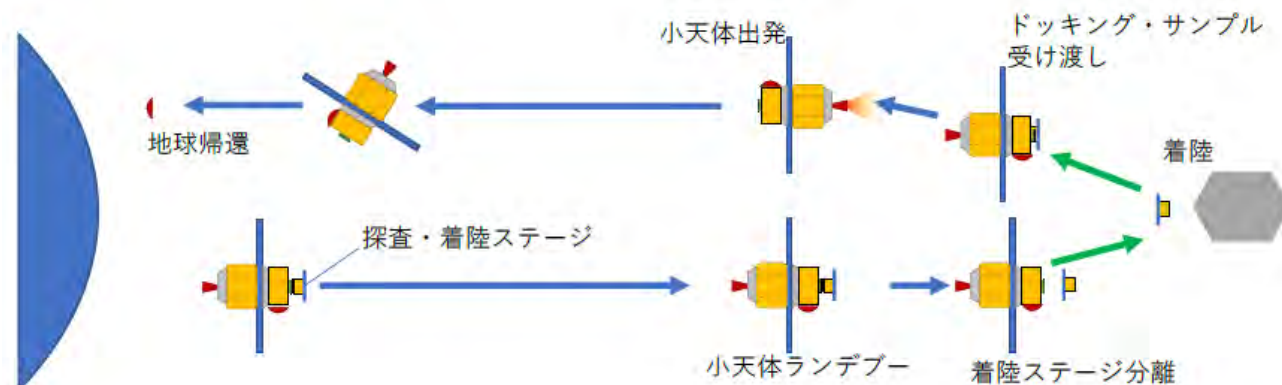 小天体出発
ドッキング・サンプル
受け渡し
地球帰還
着陸
探査・着陸ステージ
小天体ランデブー
着陸ステージ分離